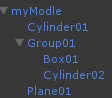 myModle
Cylinder01
Group01
Box01
Cylinder02
Plane01